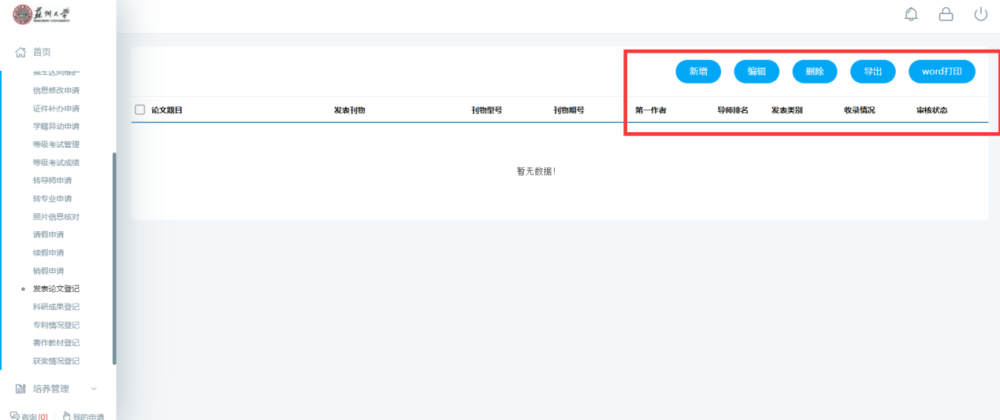 蘇州大學
SOOCHOW UNIVERSITY
首页
乘车区间维护
信息修改申请
证件补办申请
学籍异动申请
等级考试管理
等级考试成绩
转导师申请
转专业申请
照片信息核对
请假申请
续假申请
销假申请
发表论文登记
科研成果登记
专利情况登记
著作教材登记
获奖情况登记
培养管理
咨询[0] 我的申请
新增 编辑 删除 导出 word打印
论文题目 发表刊物 刊物型号 刊物期号 第一作者 导师排名 发表类别 收录情况 审核状态
暂无数据!